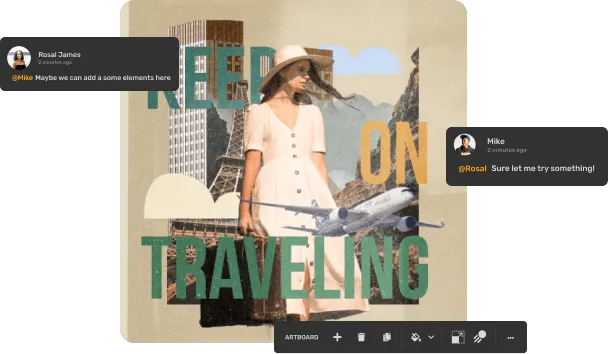 Rosal James
2 minutes ago
@Mike Maybe we can add a some elements here
KEEP
ON
Mike
2 minutes ago
@Rosal Sure let me try something!
TRAVELING
ARTBOARD